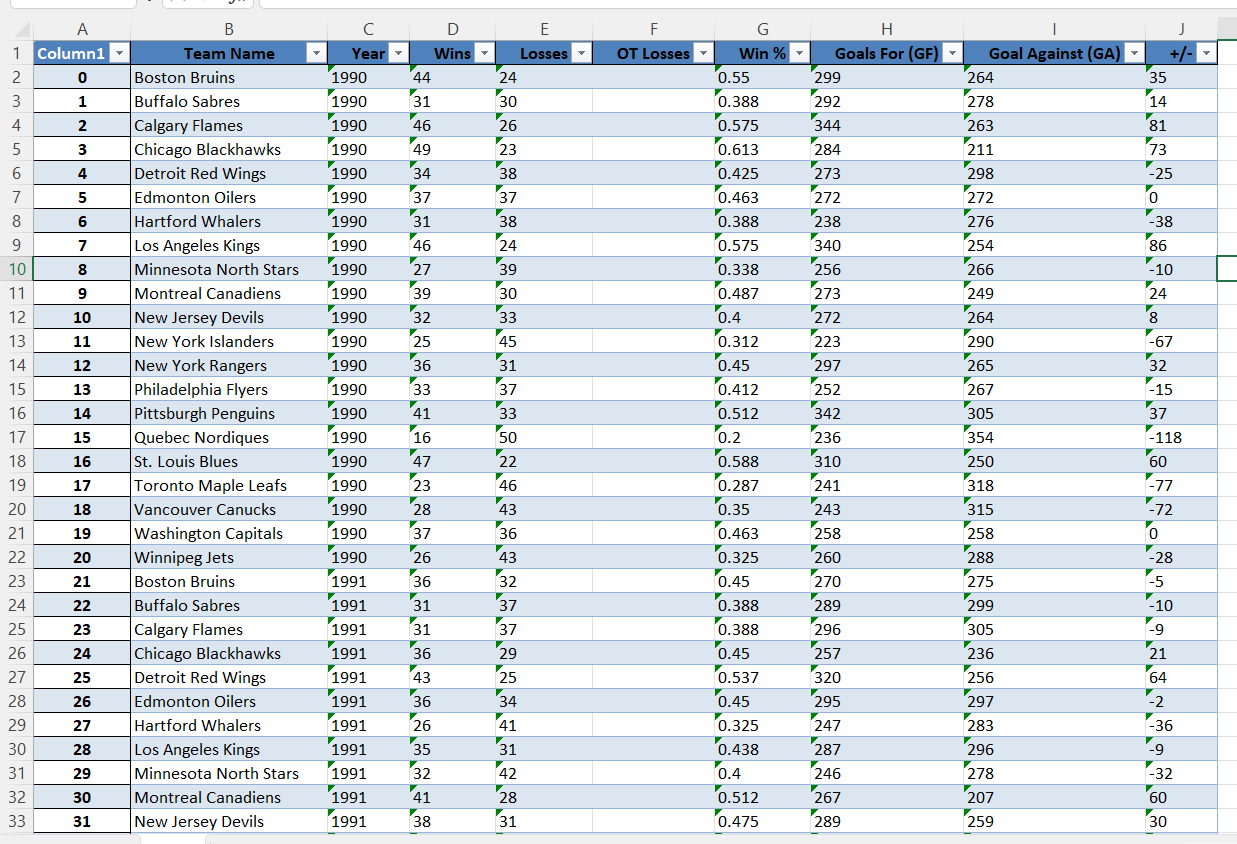 A B C D E F G H I J
1 Column1 Team Name Year Wins Losses OT Losses Win % Goals For (GF) Goal Against (GA) +/-
2 0 Boston Bruins 1990 44 24 0.55 299 264 35
3 1 Buffalo Sabres 1990 31 30 0.388 292 278 14
4 2 Calgary Flames 1990 46 26 0.575 344 263 81
5 3 Chicago Blackhawks 1990 49 23 0.613 284 211 73
6 4 Detroit Red Wings 1990 34 38 0.425 273 298 -25
7 5 Edmonton Oilers 1990 37 37 0.463 272 272 0
8 6 Hartford Whalers 1990 31 38 0.388 238 276 -38
9 7 Los Angeles Kings 1990 46 24 0.575 340 254 86
10 8 Minnesota North Stars 1990 27 39 0.338 256 266 -10
11 9 Montreal Canadiens 1990 39 30 0.487 273 249 24
12 10 New Jersey Devils 1990 32 33 0.4 272 264 8
13 11 New York Islanders 1990 25 45 0.312 223 290 -67
14 12 New York Rangers 1990 36 31 0.45 297 265 32
15 13 Philadelphia Flyers 1990 33 37 0.412 252 267 -15
16 14 Pittsburgh Penguins 1990 41 33 0.512 342 305 37
17 15 Quebec Nordiques 1990 16 50 0.2 236 354 -118
18 16 St. Louis Blues 1990 47 22 0.588 310 250 60
19 17 Toronto Maple Leafs 1990 23 46 0.287 241 318 -77
20 18 Vancouver Canucks 1990 28 43 0.35 243 315 -72
21 19 Washington Capitals 1990 37 36 0.463 258 258 0
22 20 Winnipeg Jets 1990 26 43 0.325 260 288 -28
23 21 Boston Bruins 1991 36 32 0.45 270 275 -5
24 22 Buffalo Sabres 1991 31 37 0.388 289 299 -10
25 23 Calgary Flames 1991 31 37 0.388 296 305 -9
26 24 Chicago Blackhawks 1991 36 29 0.45 257 236 21
27 25 Detroit Red Wings 1991 43 25 0.537 320 256 64
28 26 Edmonton Oilers 1991 36 34 0.45 295 297 -2
29 27 Hartford Whalers 1991 26 41 0.325 247 283 -36
30 28 Los Angeles Kings 1991 35 31 0.438 287 296 -9
31 29 Minnesota North Stars 1991 32 42 0.4 246 278 -32
32 30 Montreal Canadiens 1991 41 28 0.512 267 207 60
33 31 New Jersey Devils 1991 38 31 0.475 289 259 30